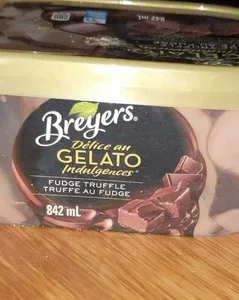 842 mL
Breyers®
Délice au
GELATO
Indulgences®
FUDGE TRUFFLE
TRUFFE AU FUDGE
842 mL